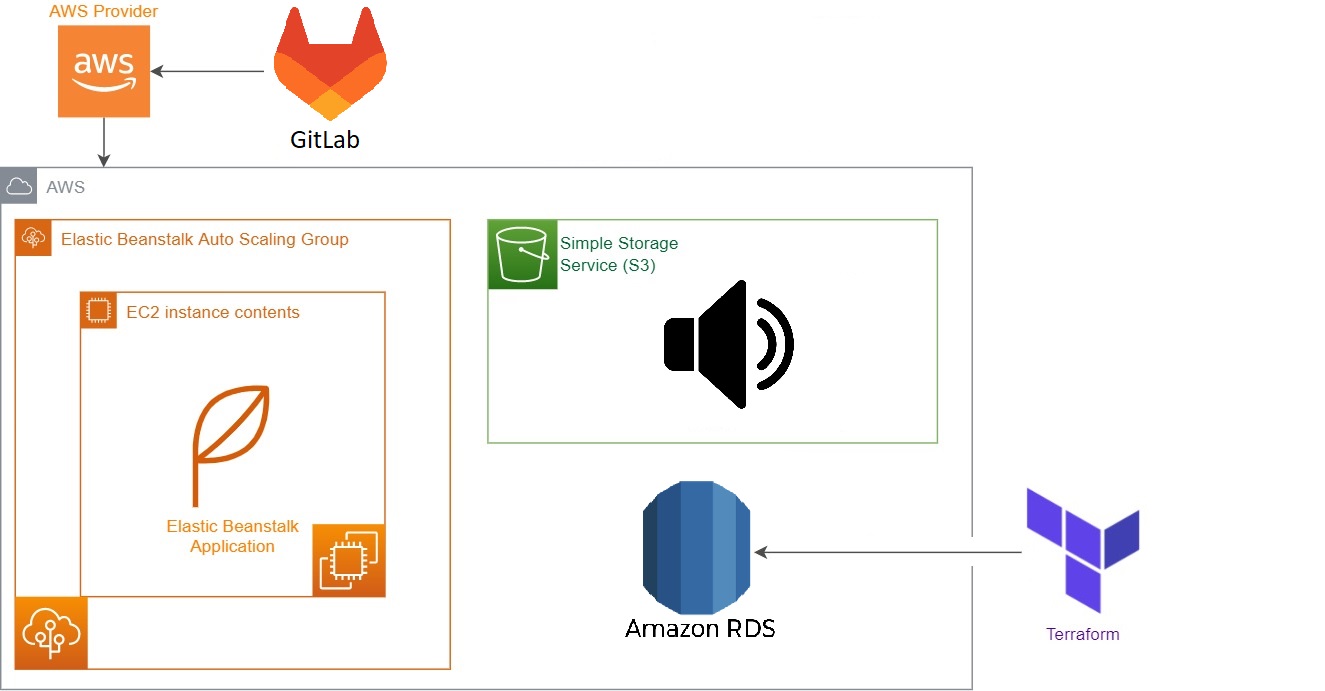 AWS Provider
aws
GitLab
AWS
Elastic Beanstalk Auto Scaling Group
EC2 instance contents
Elastic Beanstalk
Application
Simple Storage
Service (S3)
Amazon RDS
Terraform